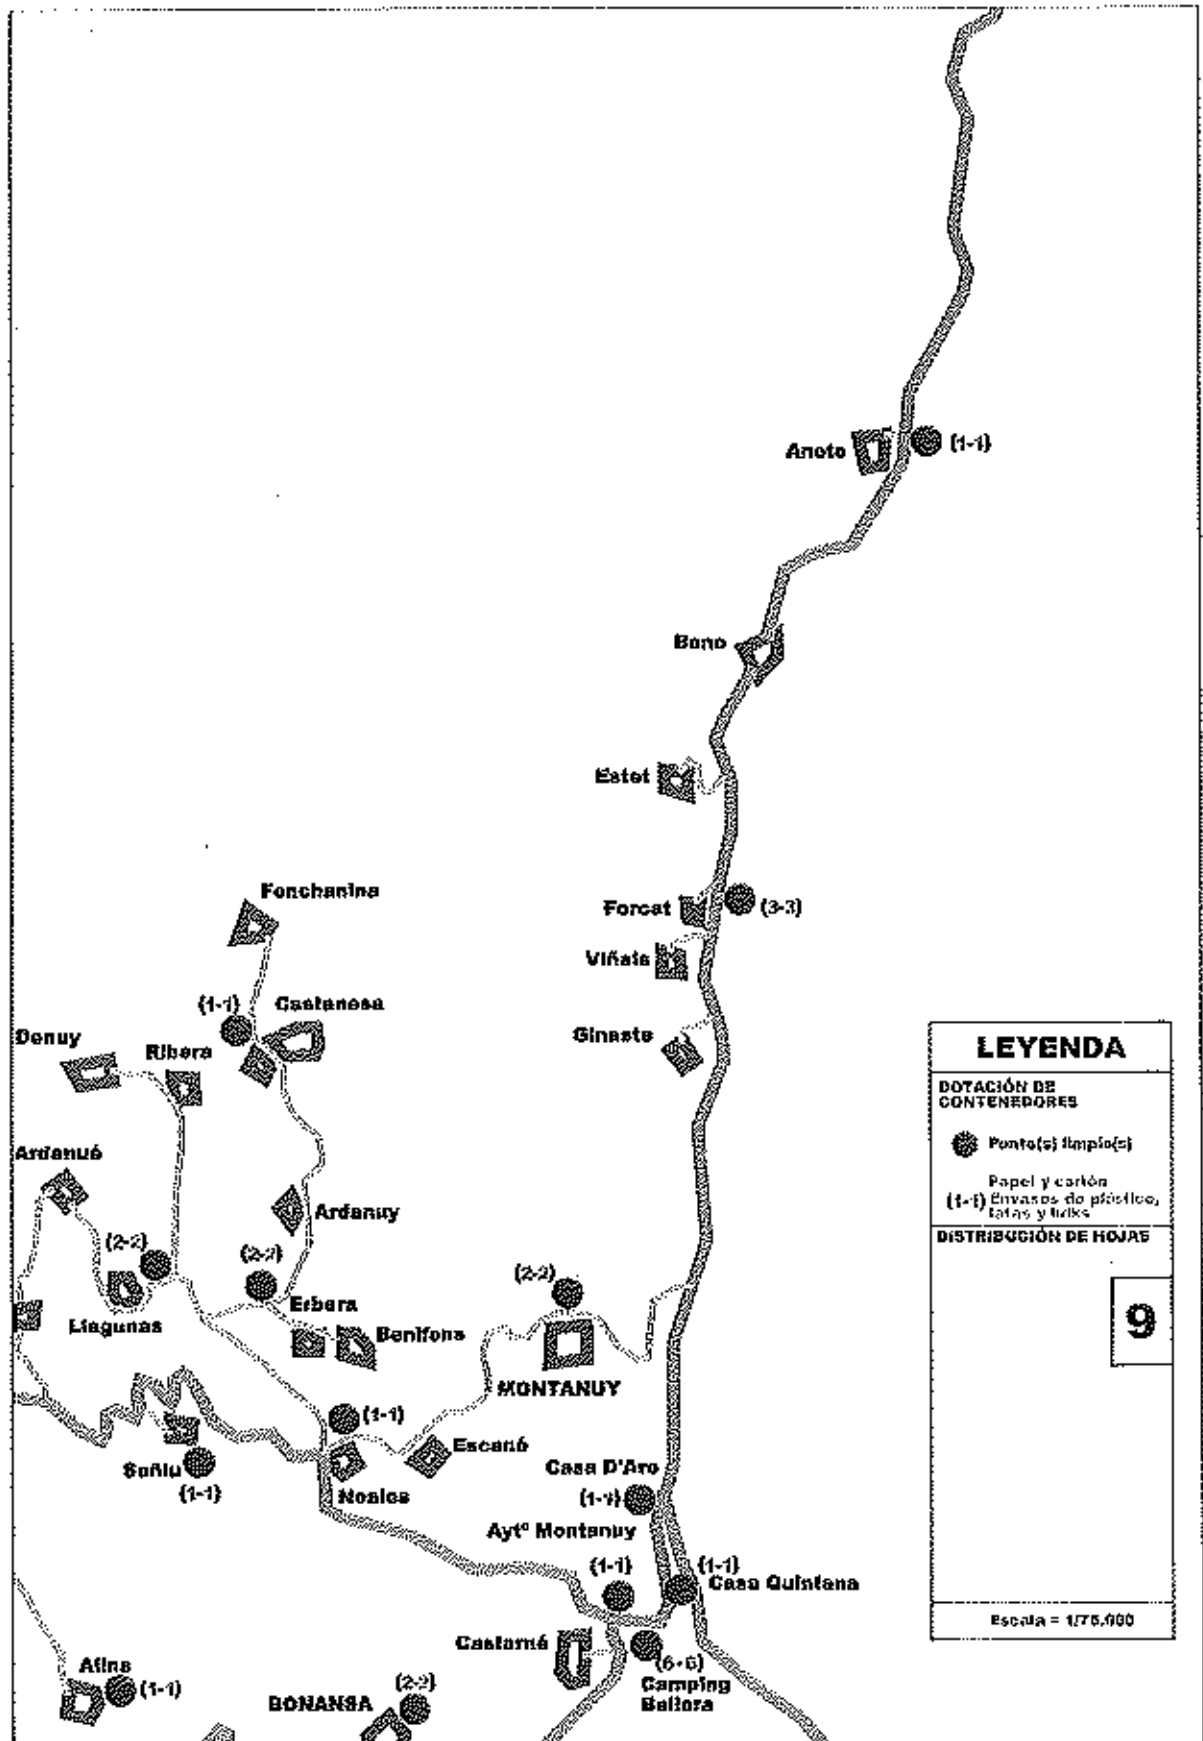 Aneto
(1-1)
Bono
Estet
Fonchanina
Forcat
(3-3)
Viñals
(1-1)
Castanesa
Ginaste
Denuy
Ribera
LEYENDA
DOTACIÓN DE
CONTENEDORES
Punto(s) limpio(s)
Papel y cartón
(1-1) Envases de plástico,
latas y briks
DISTRIBUCIÓN DE HOJAS
9
Escala = 1/75.000
Ardanué
Ardanuy
(2-2)
(2-2)
(2-2)
Erbera
Llagunas
Benifons
MONTANUY
(1-1)
Escané
Soñiu
(1-1)
Noales
Casa D'Aro
(1-1)
Aytº Montanuy
(1-1)
(1-1)
Casa Quintana
Castarné
(6-6)
Camping
Baliera
Alins
(1-1)
(2-2)
BONANSA